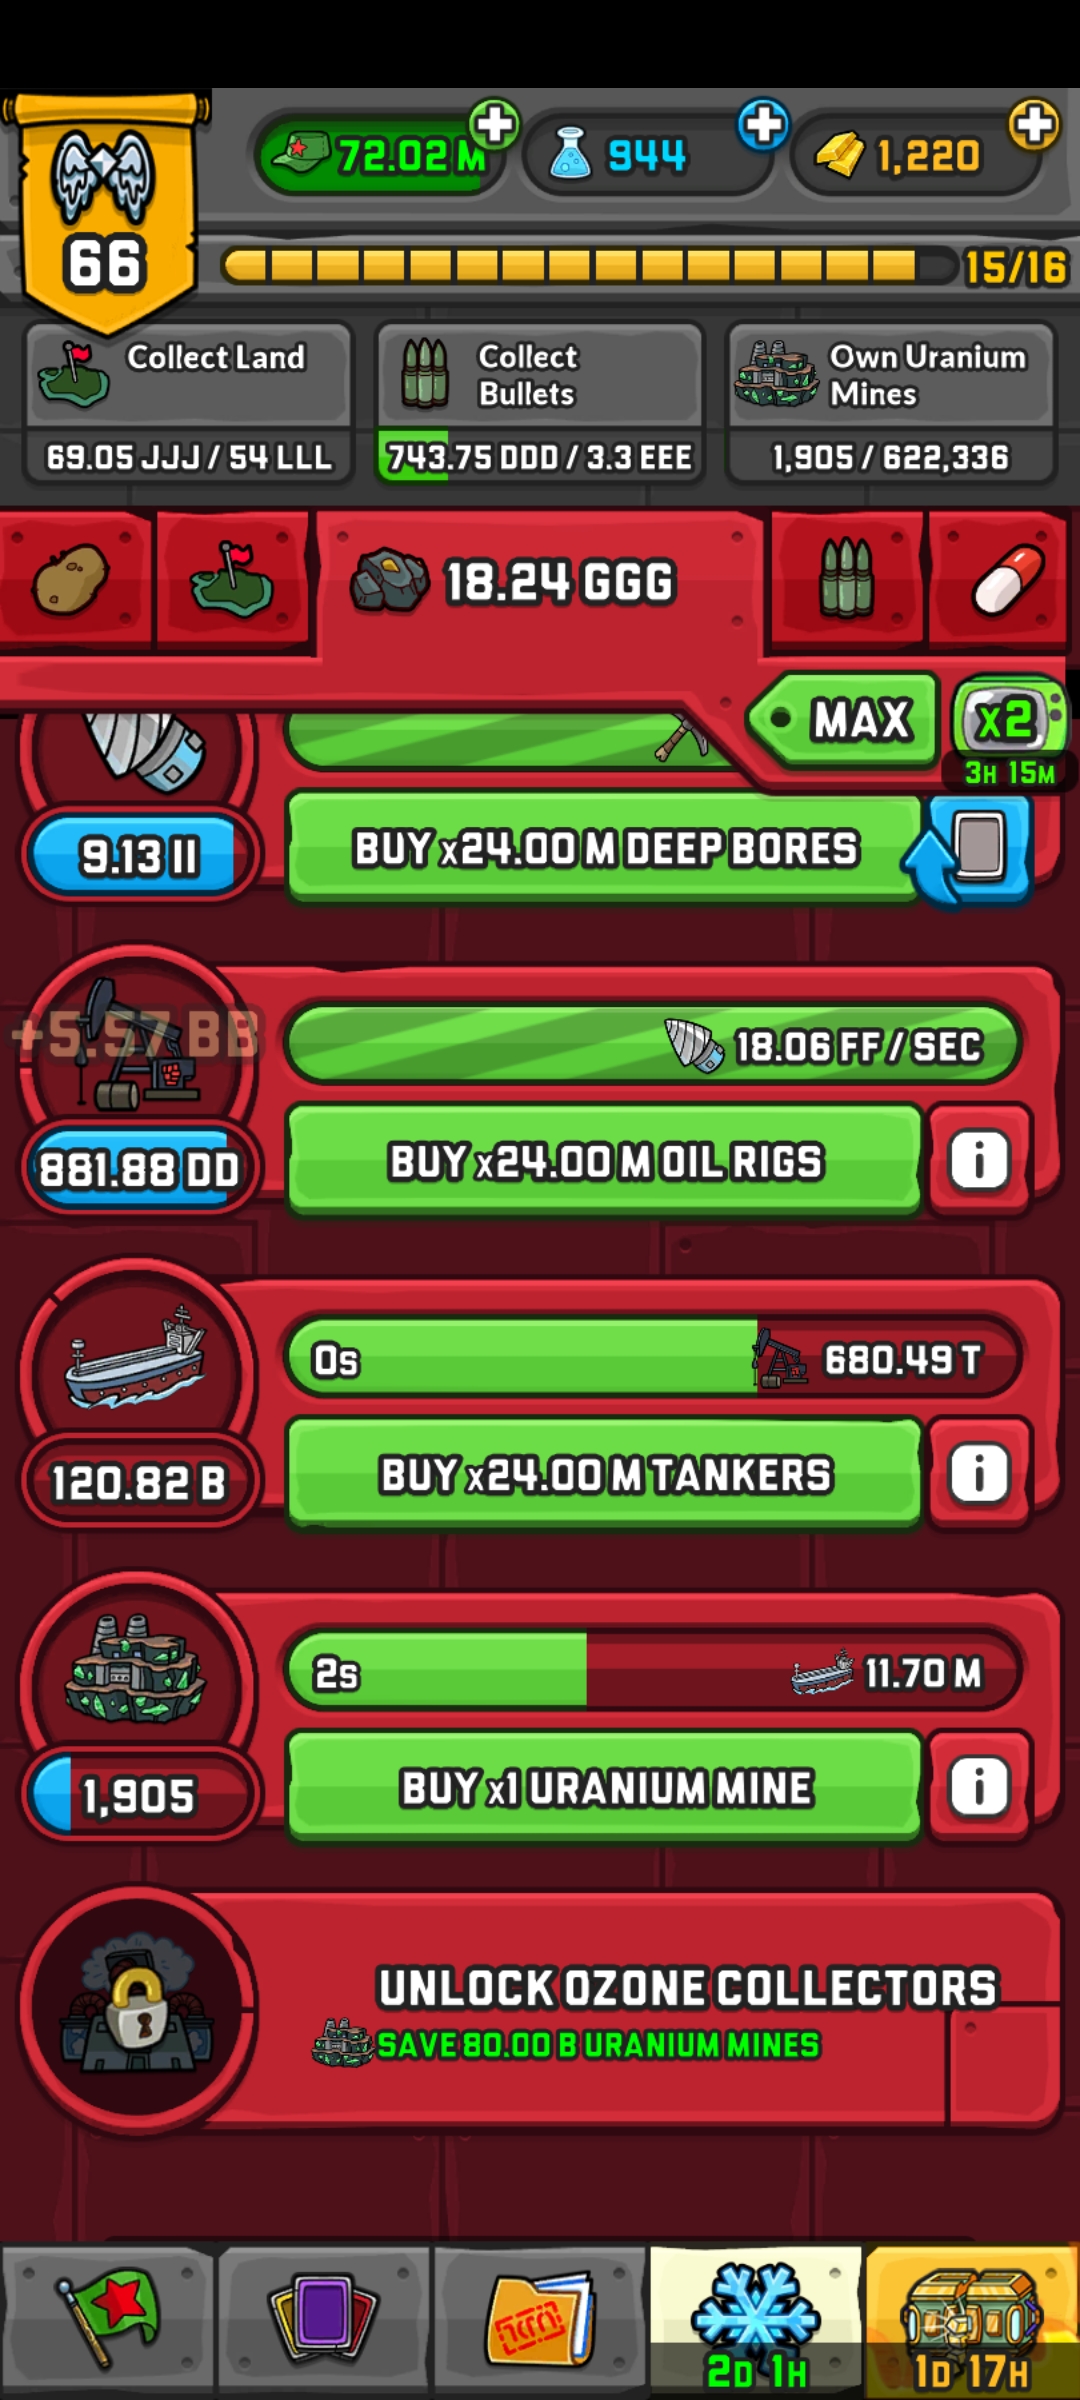 72.02 M
944
1,220
66
15/16
Collect Land
69.05 JJJ / 54 LLL
Collect
Bullets
743.75 DDD / 3.3 EEE
Own Uranium
Mines
1,905 / 622,336
18.24 GGG
MAX
x2
3H 15M
9.13 II
BUY x24.00 M DEEP BORES
+5.57 BB
18.06 FF / SEC
881.88 DD
BUY x24.00 M OIL RIGS
i
0s
680.49 T
120.82 B
BUY x24.00 M TANKERS
i
2s
11.70 M
1,905
BUY x1 URANIUM MINE
i
UNLOCK OZONE COLLECTORS
SAVE 80.00 B URANIUM MINES
2D 1H
1D 17H